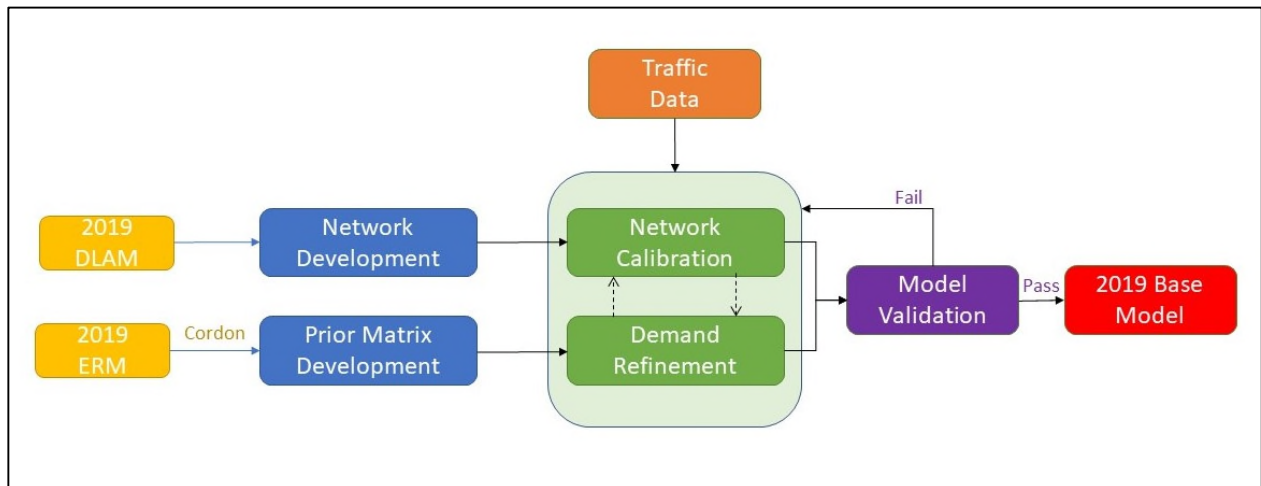 Traffic
Data
Fail
2019
DLAM
Network
Development
Network
Calibration
Model
Validation
Pass
2019 Base
Model
2019
ERM
Cordon
Prior Matrix
Development
Demand
Refinement